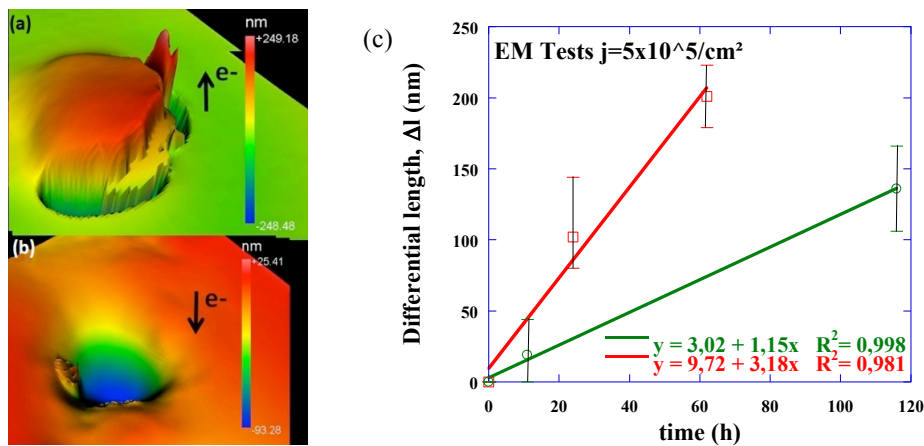 (a)
nm
+249.18
e-
-248.48
(b)
nm
+25.41
e-
-93.28
(c)
EM Tests j=5x10^5/cm²
Differential length, Δl (nm)
250
200
150
100
50
0
y = 3,02 + 1,15x R²= 0,998
y = 9,72 + 3,18x R²= 0,981
0 20 40 60 80 100 120
time (h)